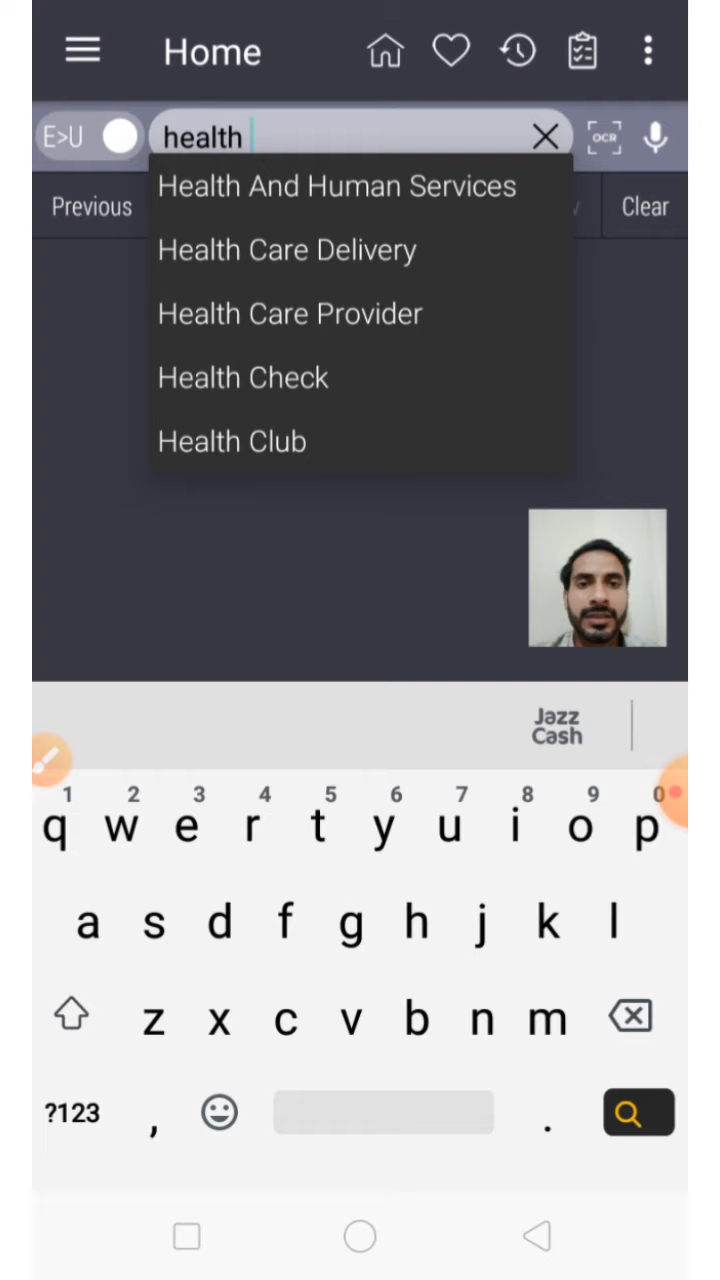 Home
E>U health OCR
Health And Human Services
Previous Clear
Health Care Delivery
Health Care Provider
Health Check
Health Club
Jazz
Cash
1 2 3 4 5 6 7 8 9 0
q w e r t y u i o p
a s d f g h j k l
z x c v b n m
?123 , .